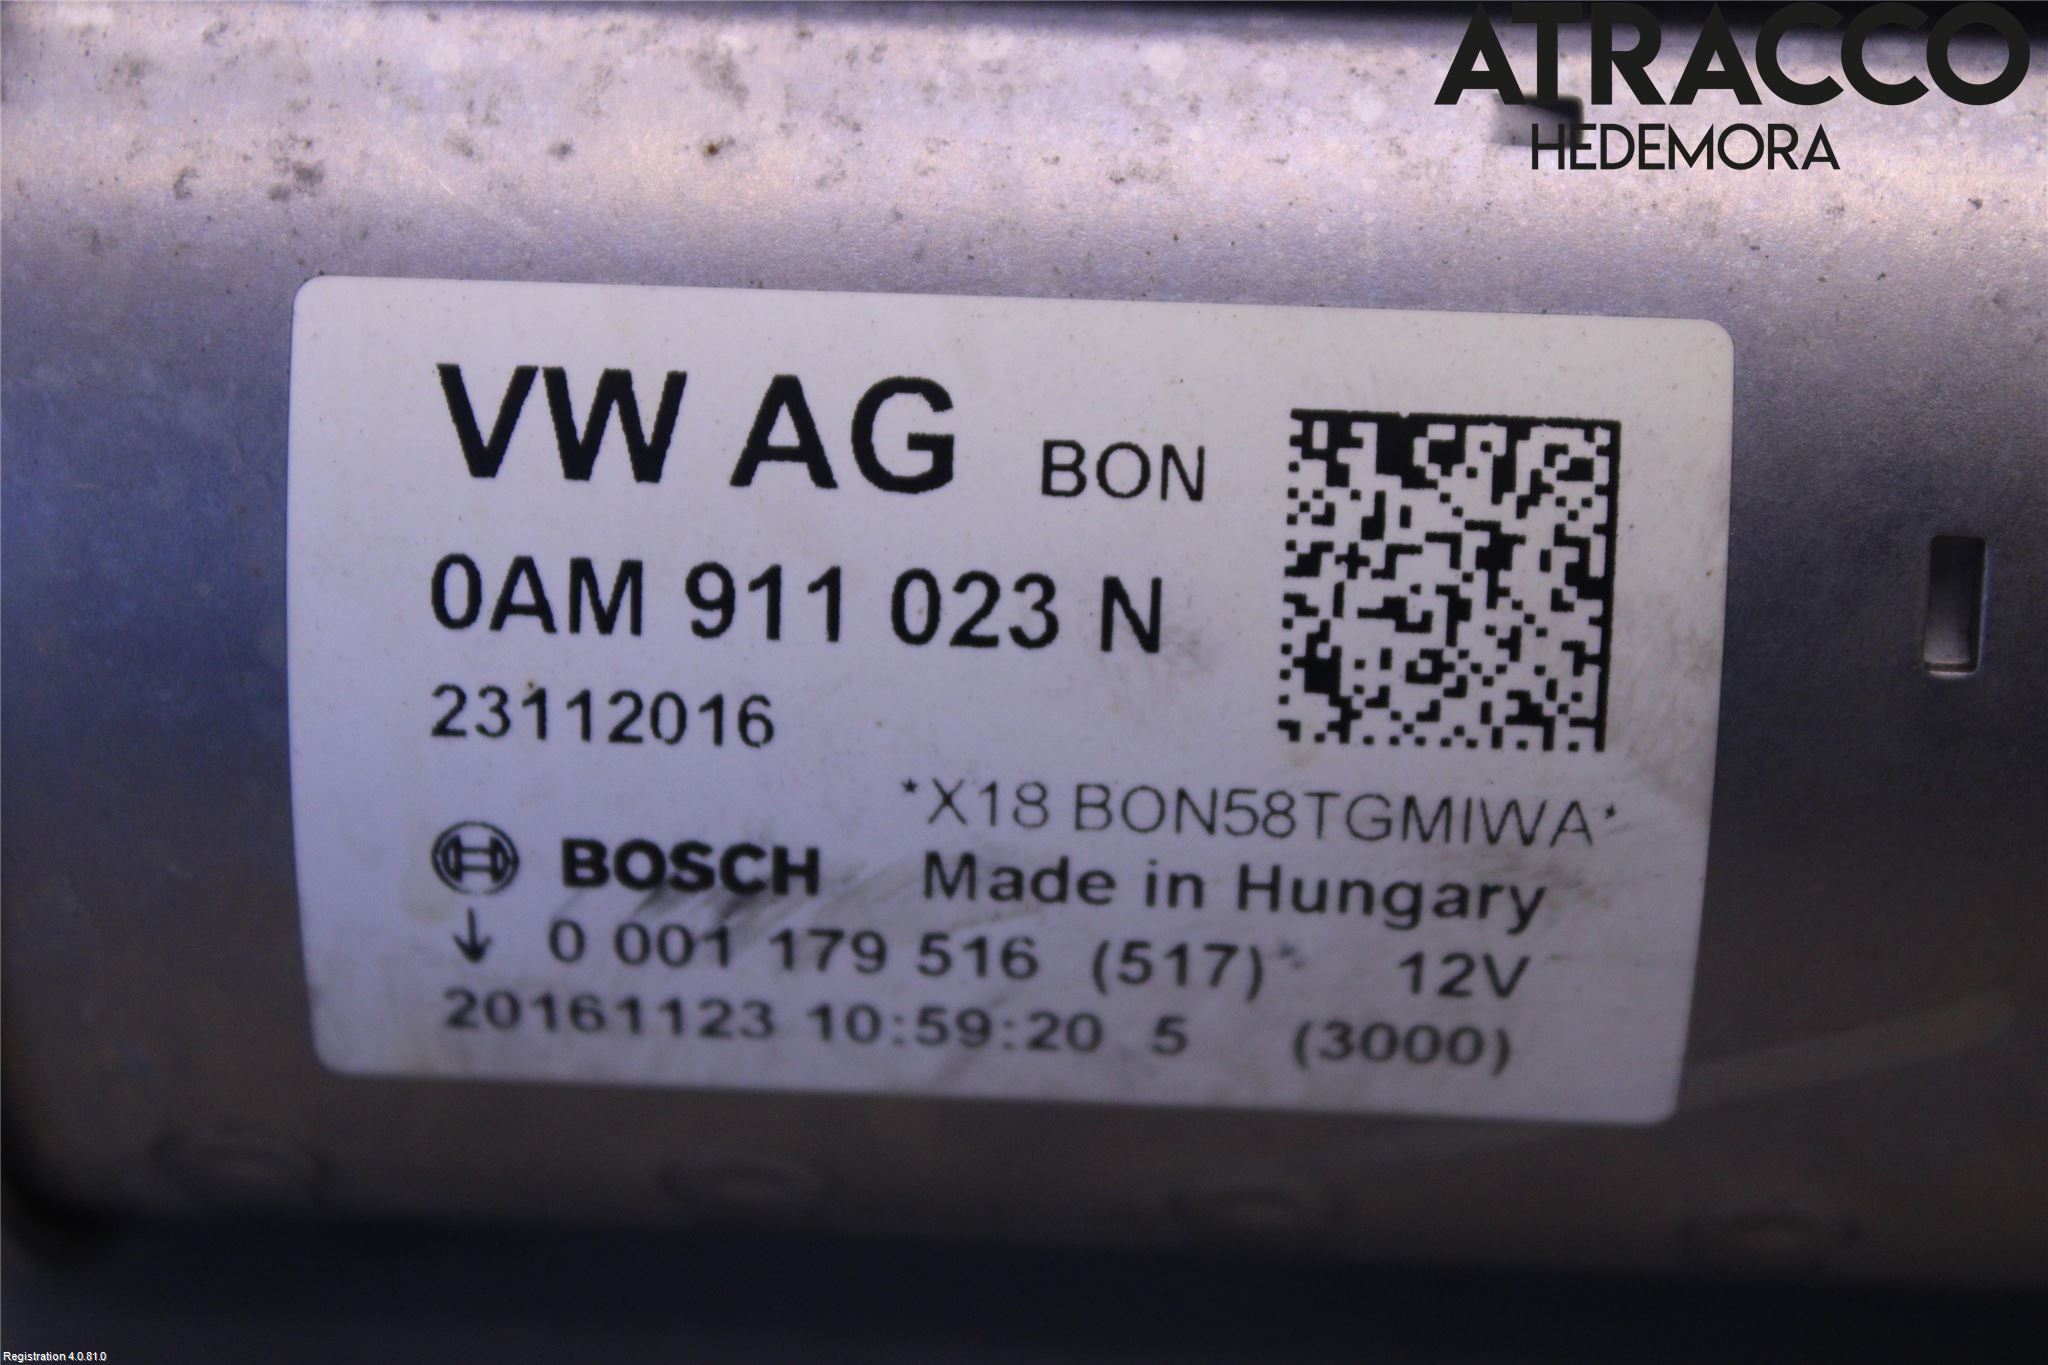 ATRACCO
HEDEMORA
VW AG BON
0AM 911 023 N
23112016
*X18 BON58TGMIWA*
BOSCH Made in Hungary
↓ 0 001 179 516 (517) 12V
20161123 10:59:20 5 (3000)
Registration 4.0.81.0